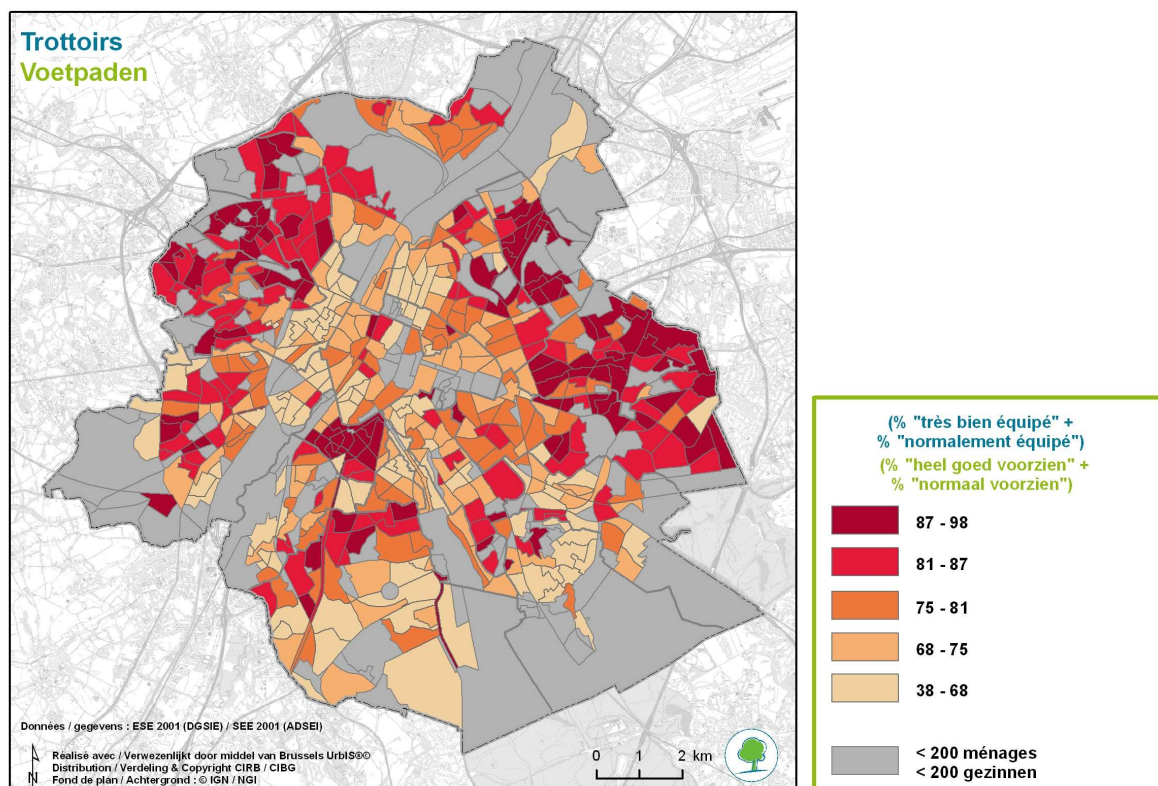 Trottoirs
Voetpaden
Données / gegevens : ESE 2001 (DGSIE) / SEE 2001 (ADSEI)
Réalisé avec / Verwezenlijkt door middel van Brussels UrbIS®©
Distribution / Verdeling & Copyright CIRB / CIBG
Fond de plan / Achtergrond : © IGN / NGI
N
0 1 2 km
(% "très bien équipé" +
% "normalement équipé")
(% "heel goed voorzien" +
% "normaal voorzien")
87 - 98
81 - 87
75 - 81
68 - 75
38 - 68
< 200 ménages
< 200 gezinnen